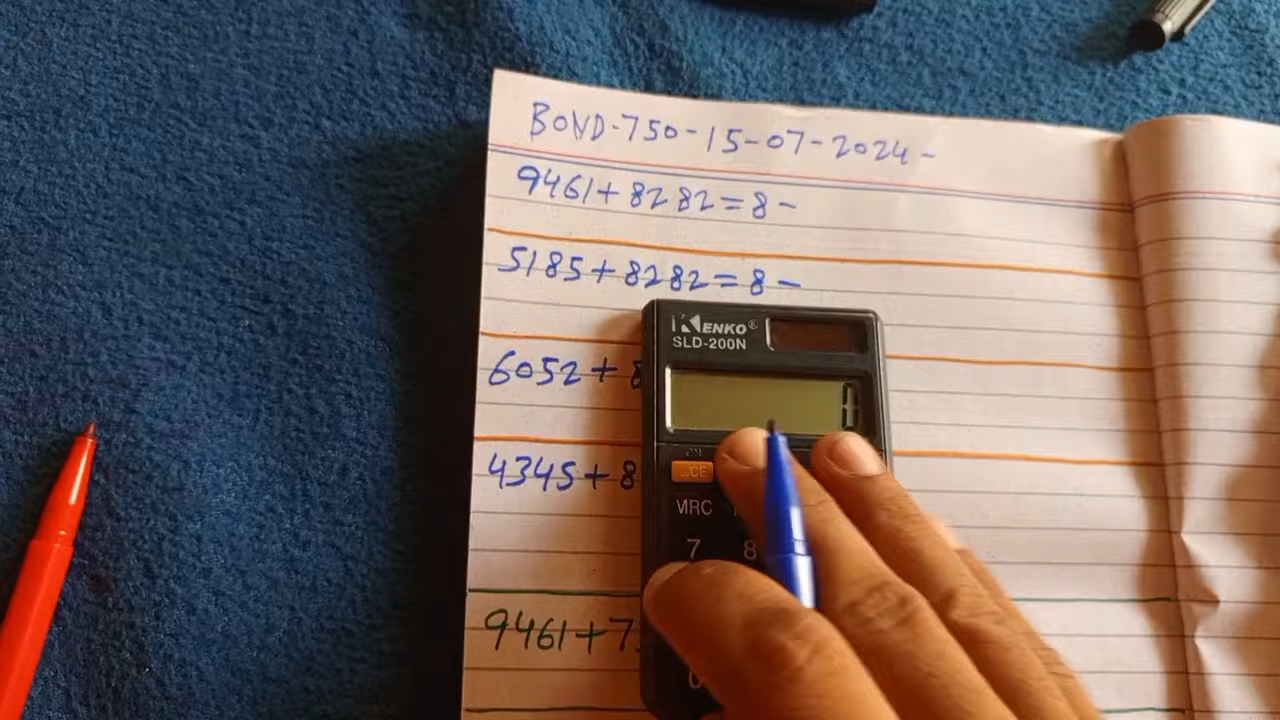 BOND-750-15-07-2024-
9461+8282=8-
5185+8282=8-
KENKO®
SLD-200N
6052+8
4345+8
MRC
7 8
9461+7